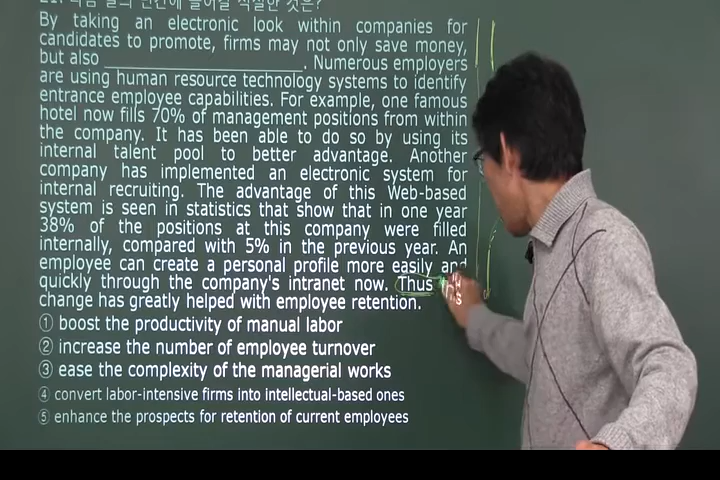 By taking an electronic look within companies for
candidates to promote, firms may not only save money,
but also ______________________. Numerous employers
are using human resource technology systems to identify
entrance employee capabilities. For example, one famous
hotel now fills 70% of management positions from within
the company. It has been able to do so by using its
internal talent pool to better advantage. Another
company has implemented an electronic system for
internal recruiting. The advantage of this Web-based
system is seen in statistics that show that in one year
38% of the positions at this company were filled
internally, compared with 5% in the previous year. An
employee can create a personal profile more easily and
quickly through the company's intranet now. Thus
change has greatly helped with employee retention.
① boost the productivity of manual labor
② increase the number of employee turnover
③ ease the complexity of the managerial works
④ convert labor-intensive firms into intellectual-based ones
⑤ enhance the prospects for retention of current employees